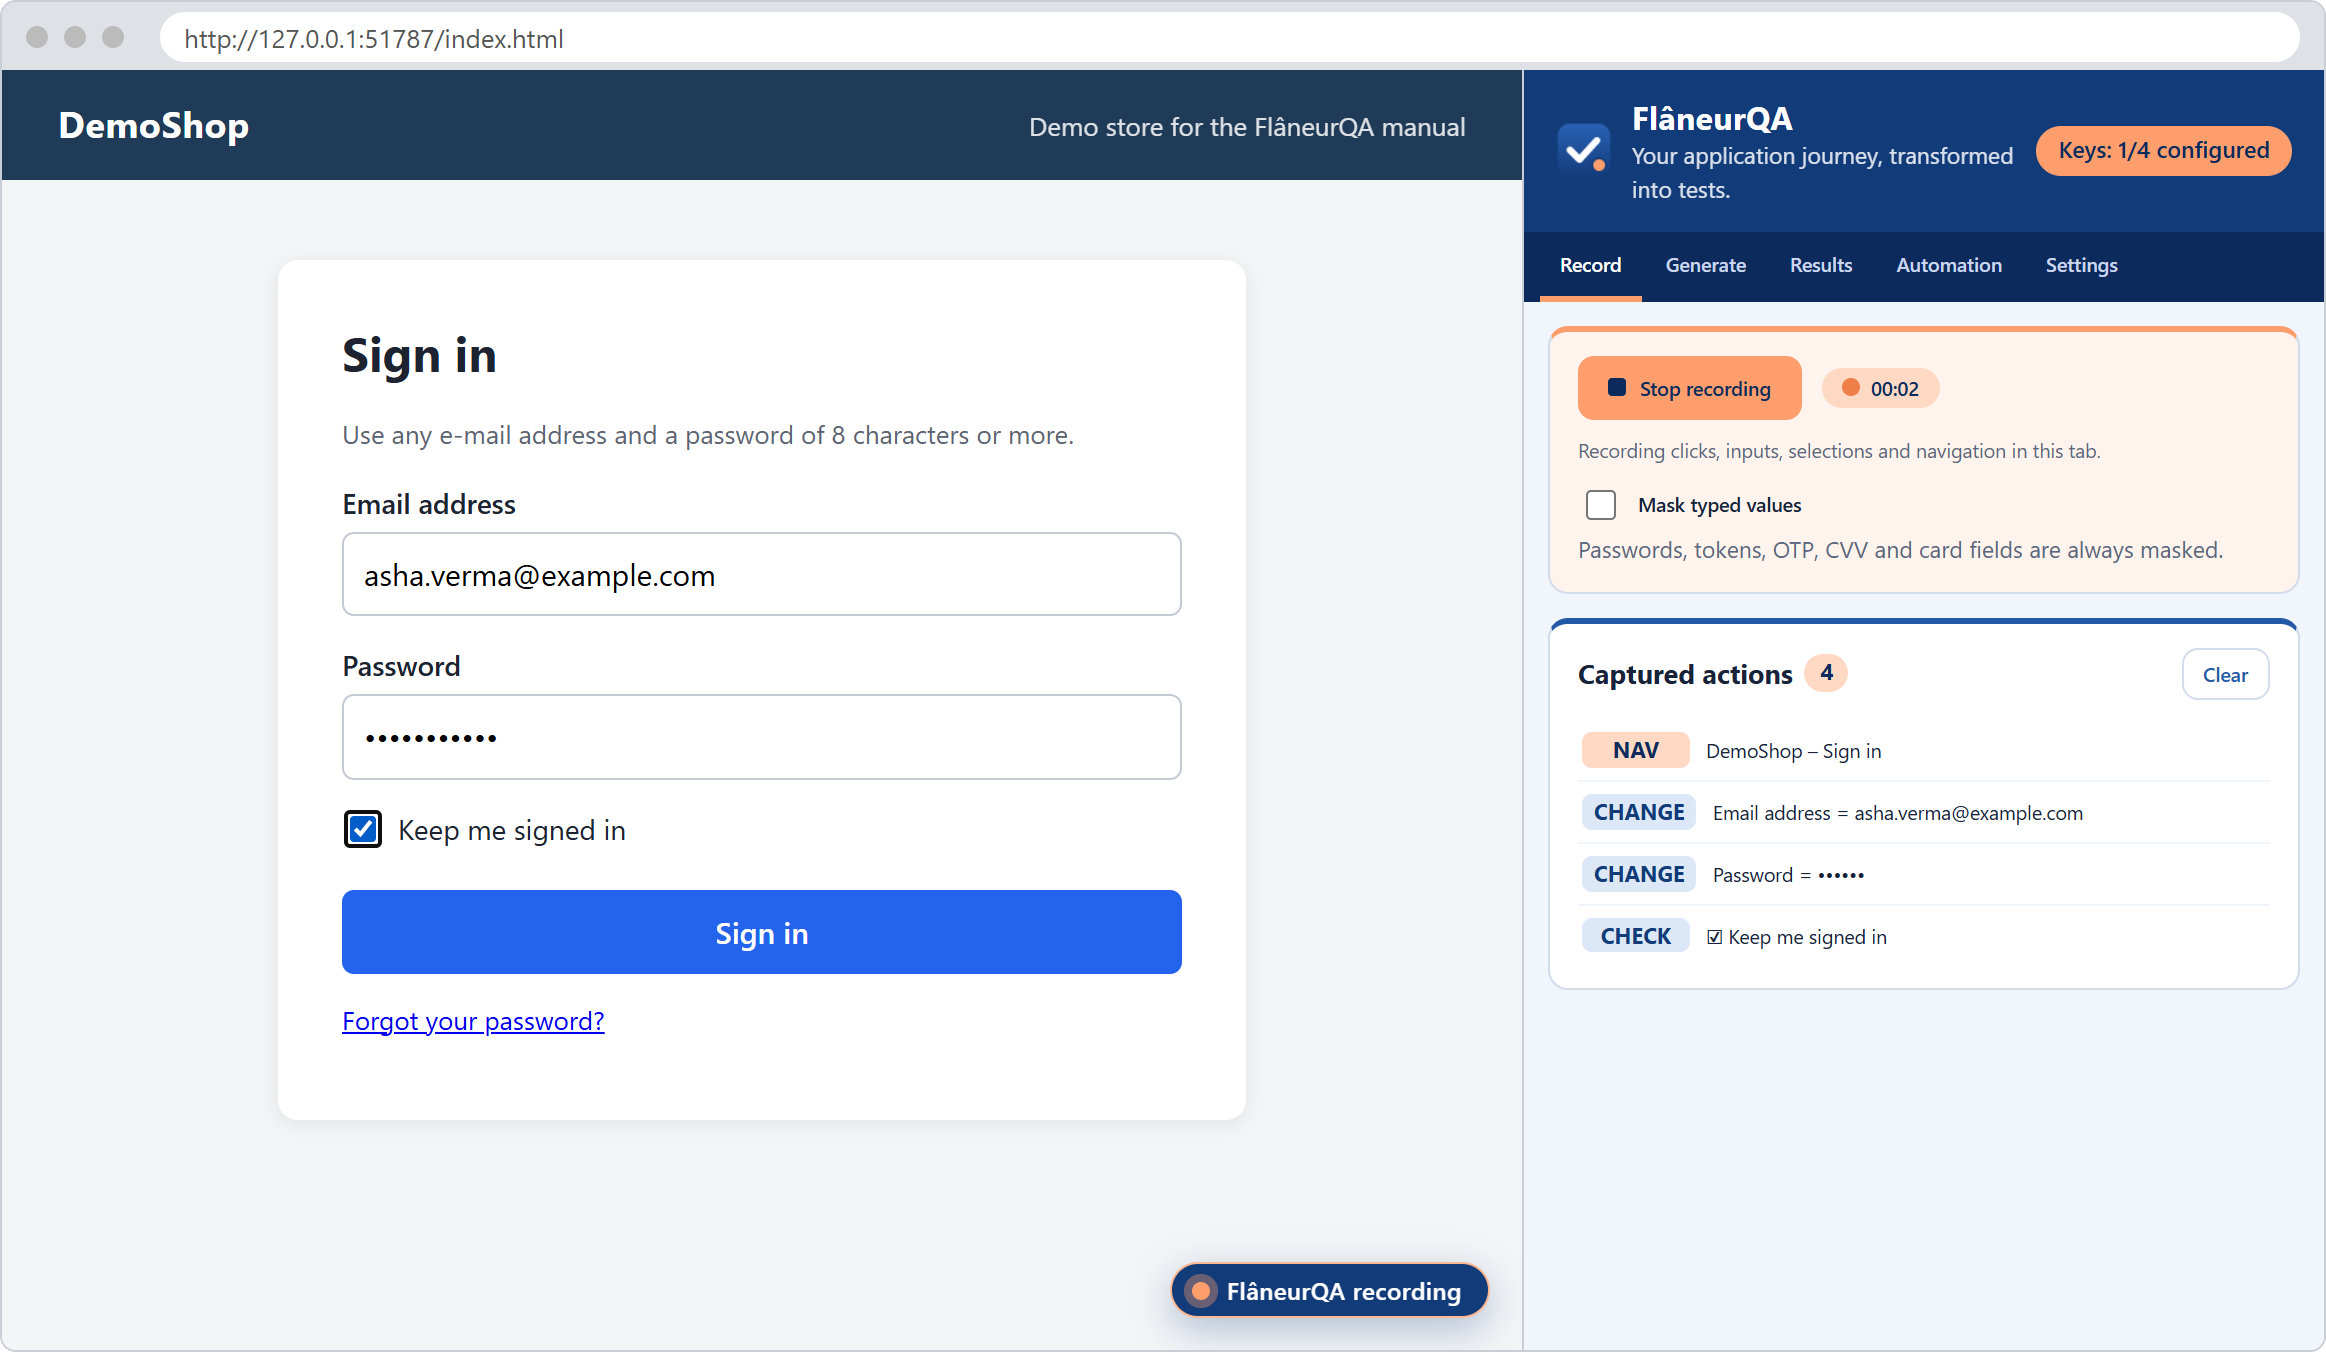 http://127.0.0.1:51787/index.html
DemoShop
Demo store for the FlâneurQA manual
Sign in
Use any e-mail address and a password of 8 characters or more.
Email address
asha.verma@example.com
Password
•••••••••••
Keep me signed in
Sign in
Forgot your password?
FlâneurQA recording
FlâneurQA
Your application journey, transformed
into tests.
Keys: 1/4 configured
Record Generate Results Automation Settings
Stop recording
00:02
Recording clicks, inputs, selections and navigation in this tab.
Mask typed values
Passwords, tokens, OTP, CVV and card fields are always masked.
Captured actions 4
Clear
NAV DemoShop – Sign in
CHANGE Email address = asha.verma@example.com
CHANGE Password = ••••••
CHECK ☑ Keep me signed in